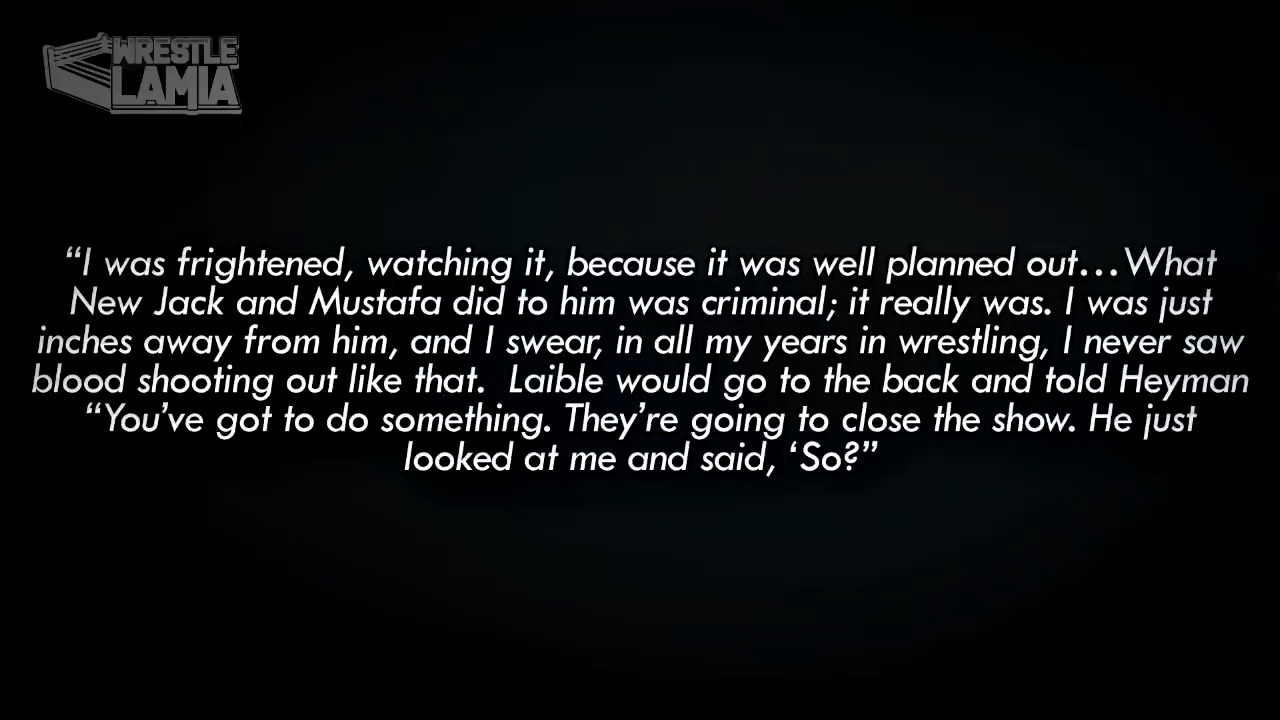 WRESTLE
LAMIA
“I was frightened, watching it, because it was well planned out…What
New Jack and Mustafa did to him was criminal; it really was. I was just
inches away from him, and I swear, in all my years in wrestling, I never saw
blood shooting out like that.  Laible would go to the back and told Heyman
“You’ve got to do something. They’re going to close the show. He just
looked at me and said, ‘So?”